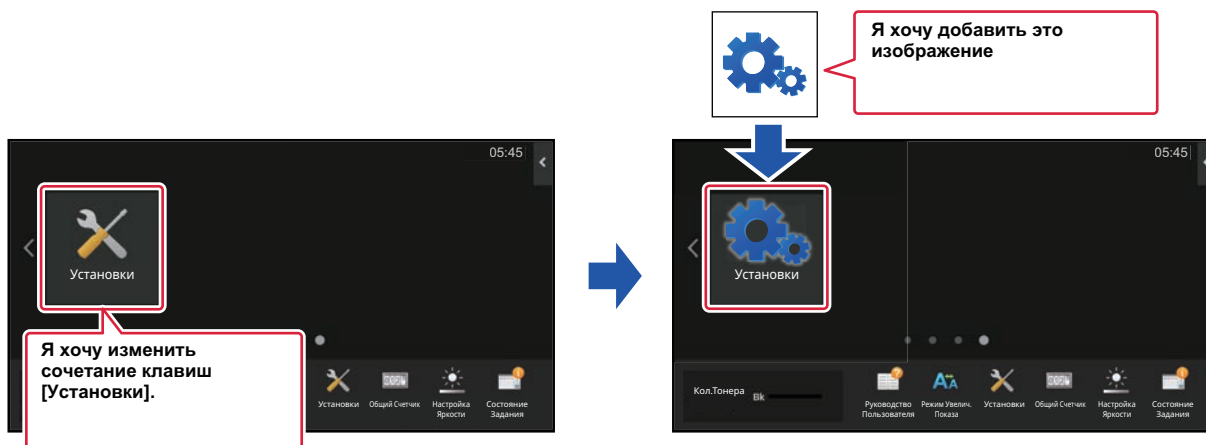 Я хочу добавить это
изображение
05:45
Установки
Я хочу изменить
сочетание клавиш
[Установки].
Установки
Общий Счетчик
Настройка
Яркости
Состояние
Задания
05:45
Установки
Кол.Тонера
Bk
Руководство
Пользователя
Режим Увелич.
Показа
Установки
Общий Счетчик
Настройка
Яркости
Состояние
Задания